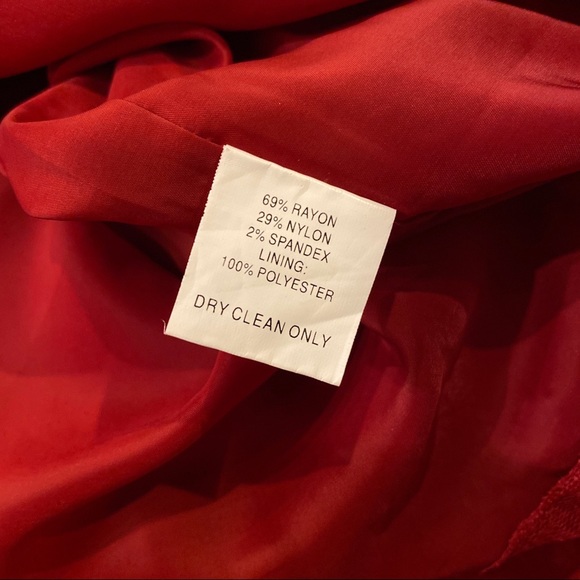 69% RAYON
29% NYLON
2% SPANDEX
LINING:
100% POLYESTER
DRY CLEAN ONLY